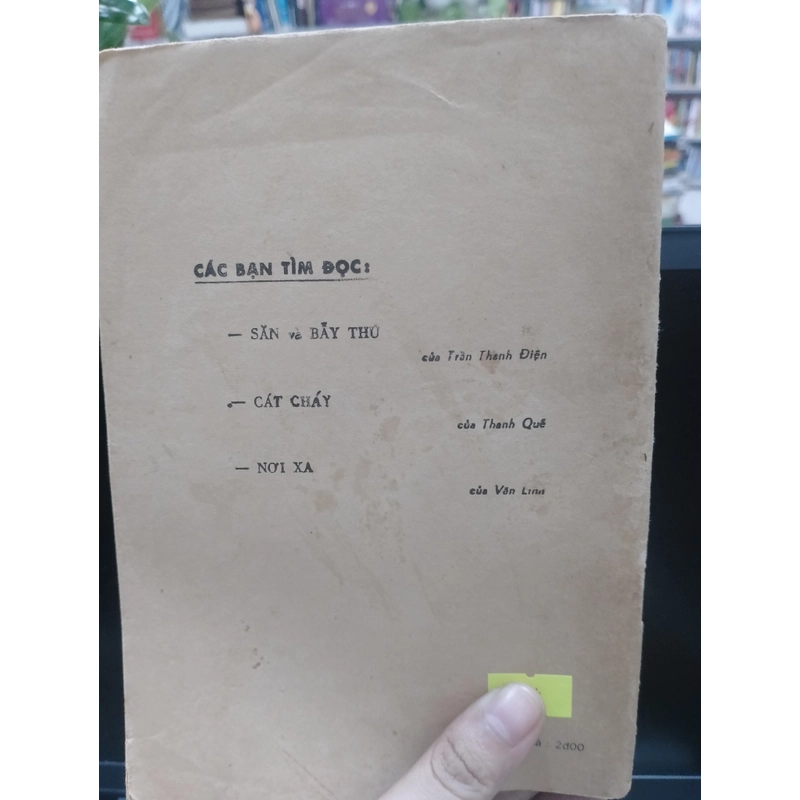 CÁC BẠN TÌM ĐỌC:
— SĂN và BẪY THÚ
của Trần Thanh Điện
— CÁT CHÁY
của Thanh Quế
— NƠI XA
của Văn Linh
: 2đ00